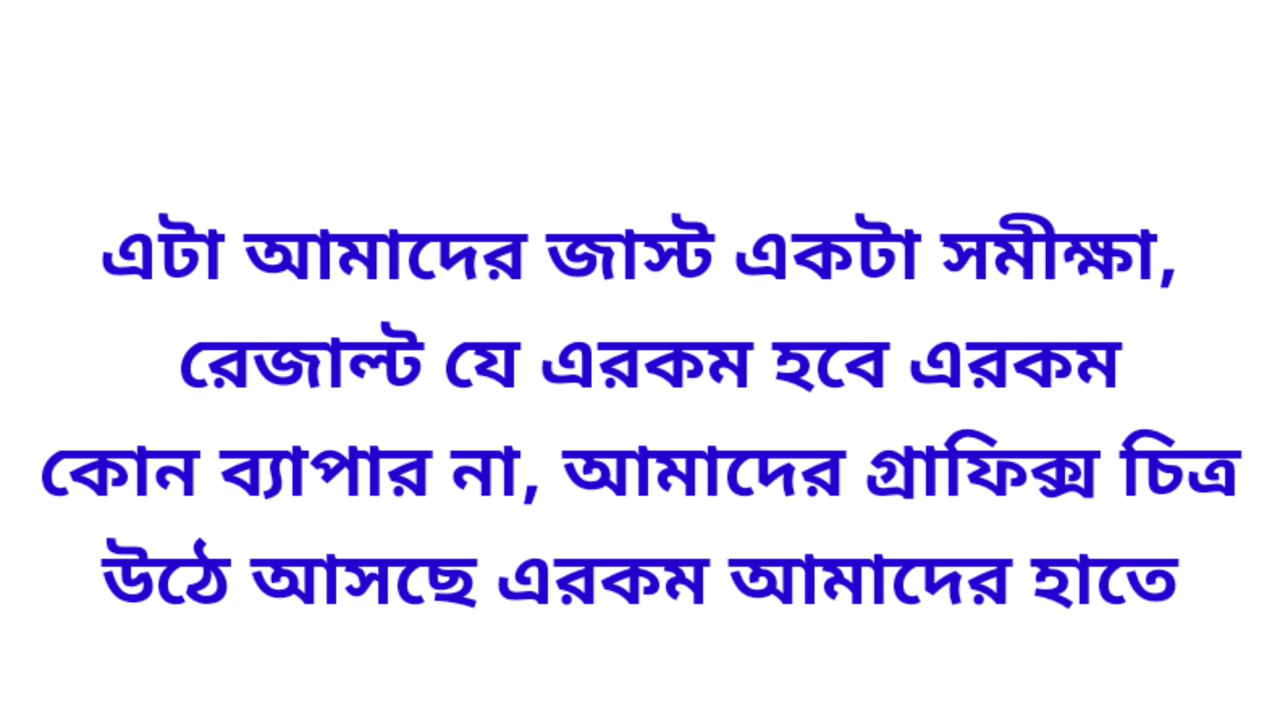 এটা আমাদের জাস্ট একটা সমীক্ষা,
রেজাল্ট যে এরকম হবে এরকম
কোন ব্যাপার না, আমাদের গ্রাফিক্স চিত্র
উঠে আসছে এরকম আমাদের হাতে